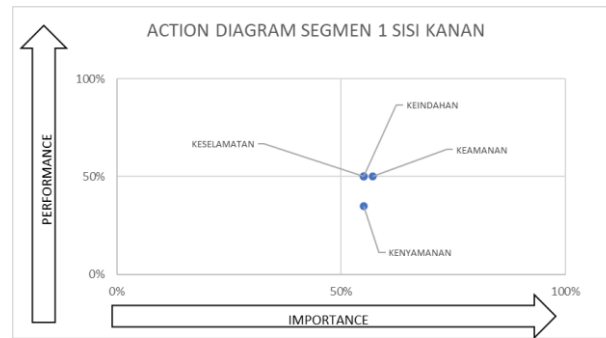 ACTION DIAGRAM SEGMEN 1 SISI KANAN
PERFORMANCE
100%
KEINDAHAN
KESELAMATAN
KEAMANAN
50%
KENYAMANAN
0%
0%
50%
100%
IMPORTANCE